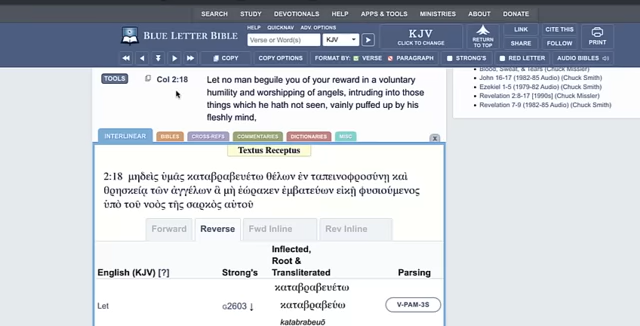 SEARCH STUDY DEVOTIONALS HELP APPS & TOOLS MINISTRIES ABOUT DONATE
HELP QUICKNAV ADV. OPTIONS
BLUE LETTER BIBLE
Verse or Word(s)
KJV
KJV
CLICK TO CHANGE
RETURN
TO TOP
LINK
CITE THIS
SHARE
FOLLOW
PRINT
COPY COPY OPTIONS FORMAT BY: VERSE PARAGRAPH STRONG'S RED LETTER AUDIO BIBLES
TOOLS
Col 2:18
Let no man beguile you of your reward in a voluntary
humility and worshipping of angels, intruding into those
things which he hath not seen, vainly puffed up by his
fleshly mind,
Blood, Sweat, & Tears (Chuck Missler)
John 16-17 (1982-85 Audio) (Chuck Smith)
Ezekiel 1-5 (1979-82 Audio) (Chuck Smith)
Revelation 2:8-17 [1990s] (Chuck Missler)
Revelation 7-9 (1982-85 Audio) (Chuck Smith)
INTERLINEAR BIBLES CROSS-REFS COMMENTARIES DICTIONARIES MISC
x
Textus Receptus
2:18 μηδεὶς ὑμᾶς καταβραβευέτω θέλων ἐν ταπεινοφροσύνῃ καὶ
θρησκείᾳ τῶν ἀγγέλων ἃ μὴ ἑώρακεν ἐμβατεύων εἰκῇ φυσιούμενος
ὑπὸ τοῦ νοὸς τῆς σαρκὸς αὐτοῦ
Forward Reverse Fwd Inline Rev Inline
English (KJV) [?]
Strong's
Inflected,
Root &
Transliterated
Parsing
καταβραβευέτω
Let
G2603
καταβραβεύω
V-PAM-3S
katabrabeuō